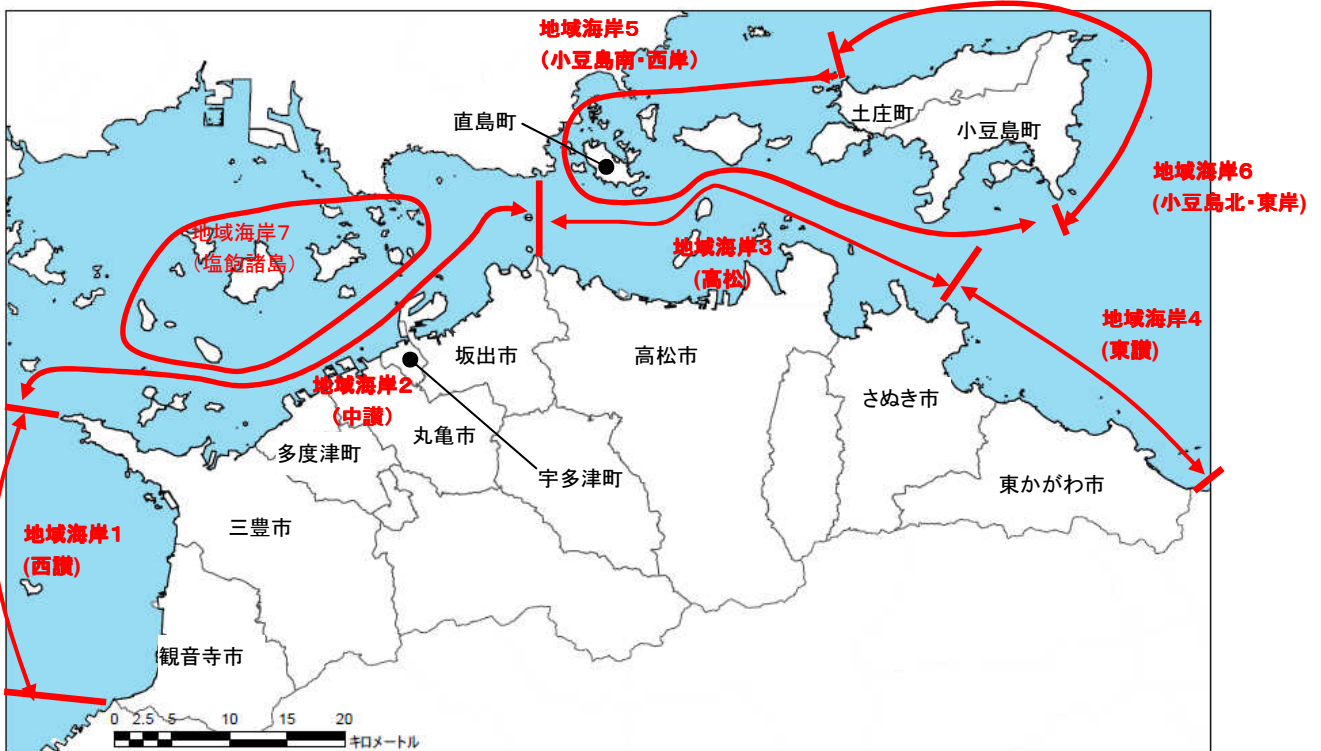 地域海岸5
(小豆島南・西岸)
直島町
土庄町
小豆島町
地域海岸6
(小豆島北・東岸)
地域海岸7
(塩飽諸島)
地域海岸3
(高松)
地域海岸4
(東讃)
坂出市
高松市
地域海岸2
(中讃)
さぬき市
丸亀市
多度津町
宇多津町
東かがわ市
地域海岸1
(西讃)
三豊市
観音寺市
0 2.5 5 10 15 20
キロメートル